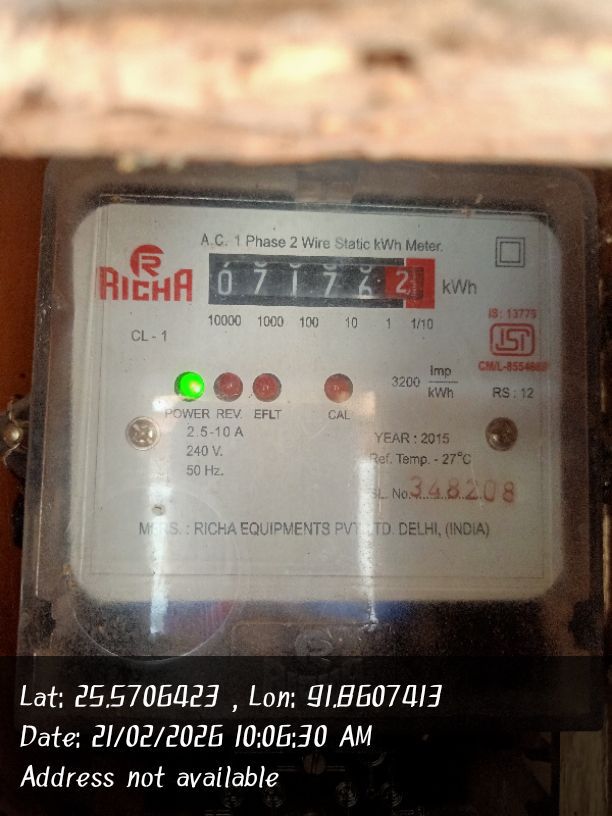 A.C. 1 Phase 2 Wire Static kWh Meter.
R
RICHA
0 7 1 7 2 kWh
10000 1000 100 10 1 1/10
CL - 1
IS : 13779
ISI
3200 Imp/kWh
RS : 12
POWER REV. EFLT CAL
2.5-10 A
240 V.
50 Hz.
YEAR : 2015
Ref. Temp. - 27°C
SL. No. 348208
MFRS. : RICHA EQUIPMENTS PVT. LTD. DELHI, (INDIA)
Lat: 25.5706423 , Lon: 91.8607413
Date: 21/02/2026 10:06:30 AM
Address not available